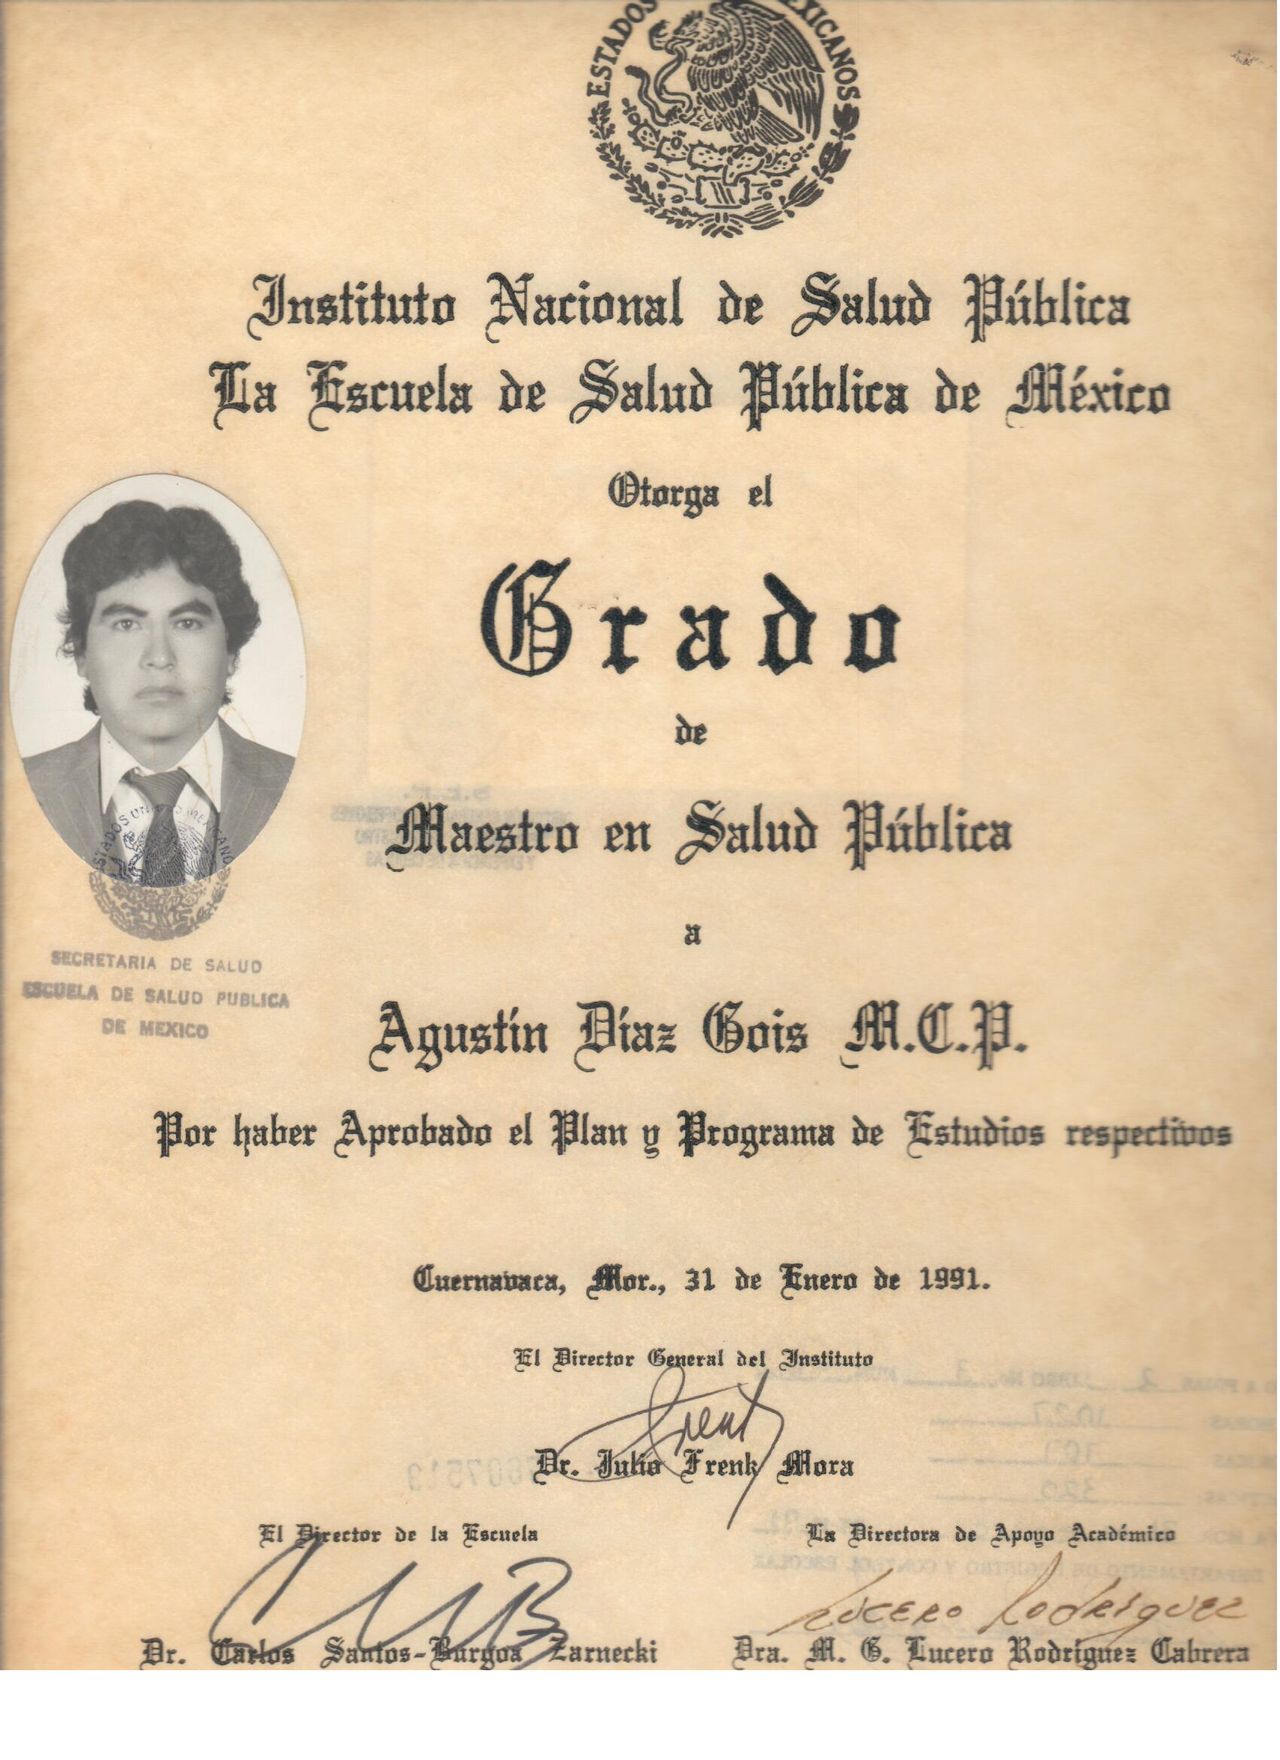 ESTADOS MEXICANOS
Instituto Nacional de Salud Pública
La Escuela de Salud Pública de México
Otorga el
Grado
de
Maestro en Salud Pública
a
SECRETARIA DE SALUD
ESCUELA DE SALUD PUBLICA
DE MEXICO
Agustín Díaz Gois M.C.P.
Por haber Aprobado el Plan y Programa de Estudios respectivos
Cuernavaca, Mor., 31 de Enero de 1991.
El Director General del Instituto
Frenk
Dr. Julio Frenk Mora
El Director de la Escuela
La Directora de Apoyo Académico
Lucero Rodríguez
Dr. Carlos Santos-Burgoa Zarnecki
Dra. M. G. Lucero Rodríguez Cabrera